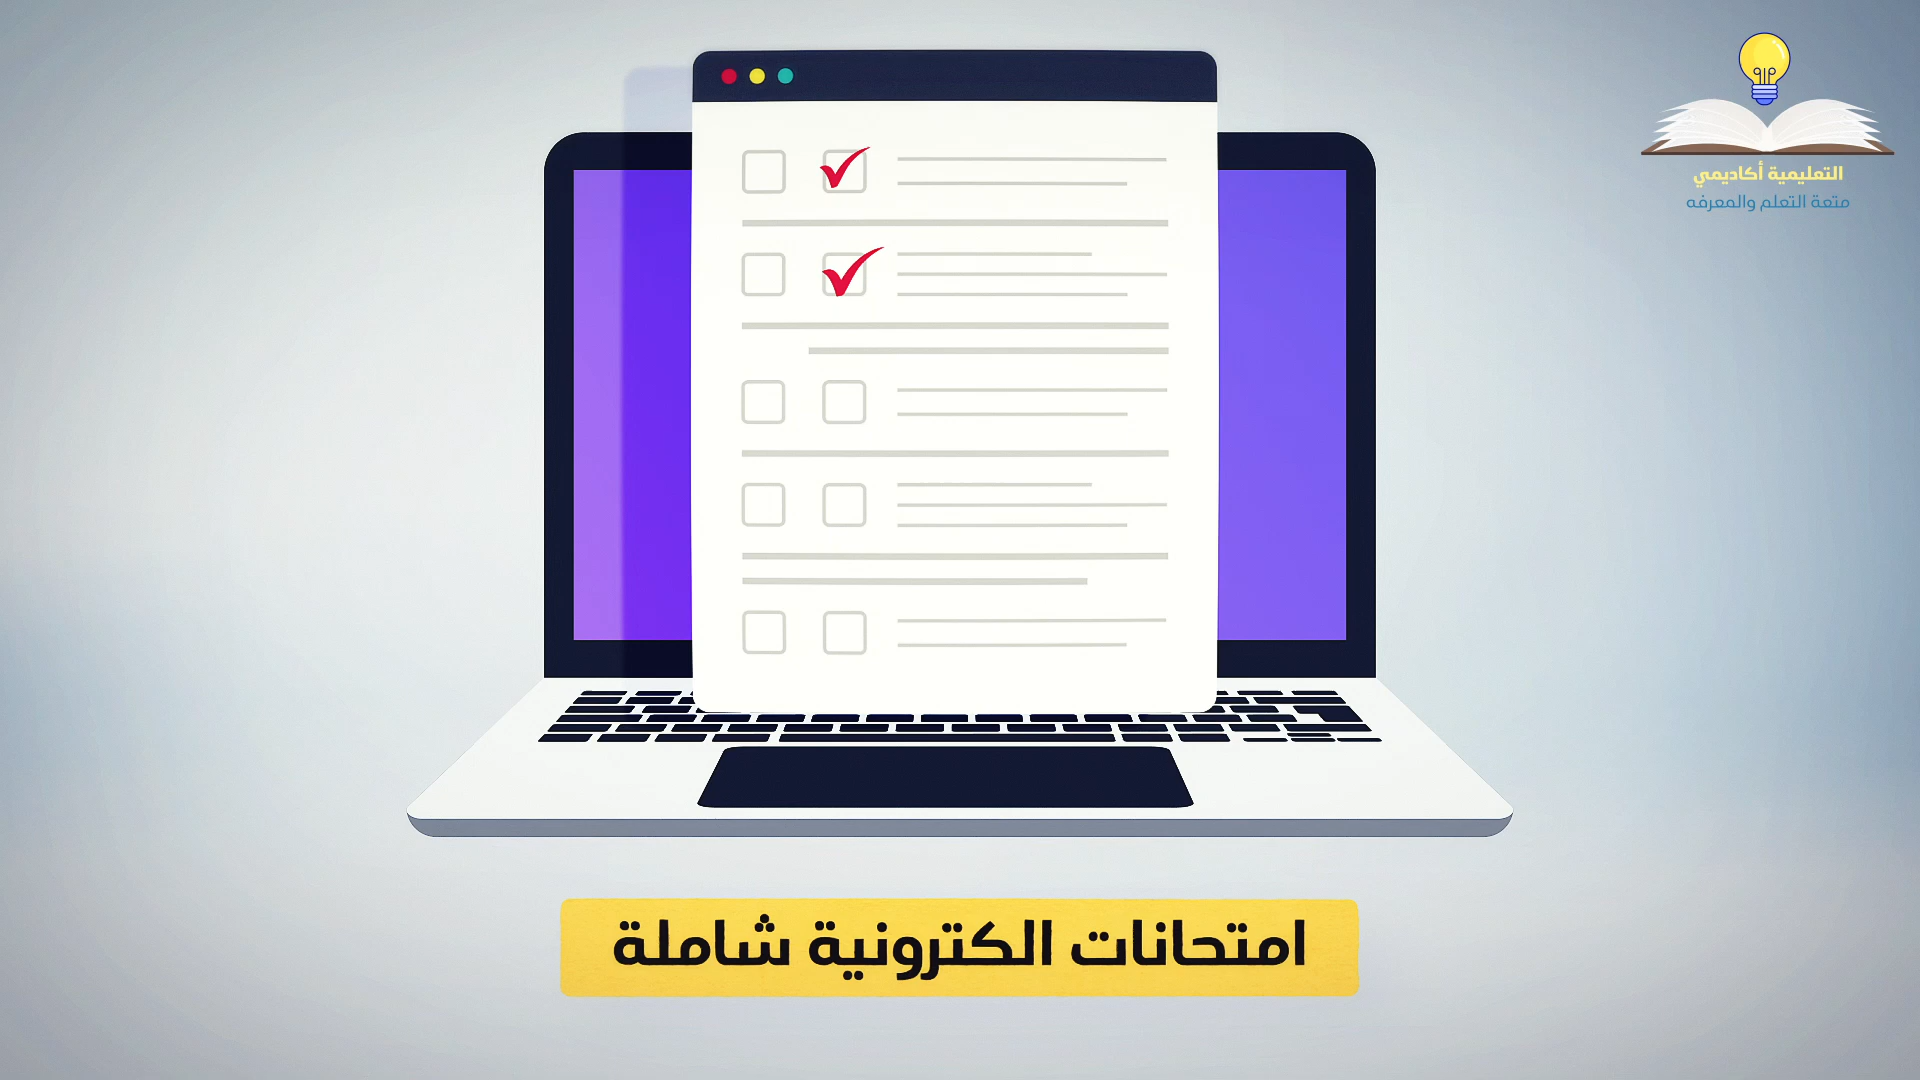 التعليمية أكاديمي
متعة التعلم والمعرفه
امتحانات الكترونية شاملة